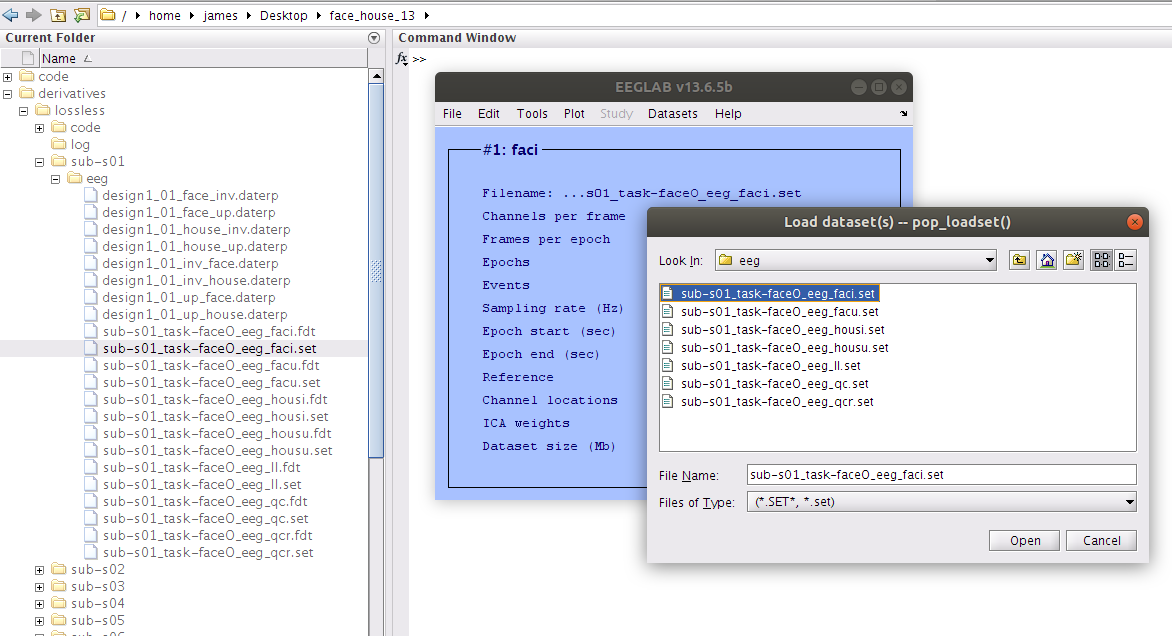 / ▸ home ▸ james ▸ Desktop ▸ face_house_13 ▸
Current Folder
Name
code
derivatives
lossless
code
log
sub-s01
eeg
design1_01_face_inv.daterp
design1_01_face_up.daterp
design1_01_house_inv.daterp
design1_01_house_up.daterp
design1_01_inv_face.daterp
design1_01_inv_house.daterp
design1_01_up_face.daterp
design1_01_up_house.daterp
sub-s01_task-faceO_eeg_faci.fdt
sub-s01_task-faceO_eeg_faci.set
sub-s01_task-faceO_eeg_facu.fdt
sub-s01_task-faceO_eeg_facu.set
sub-s01_task-faceO_eeg_housi.fdt
sub-s01_task-faceO_eeg_housi.set
sub-s01_task-faceO_eeg_housu.fdt
sub-s01_task-faceO_eeg_housu.set
sub-s01_task-faceO_eeg_ll.fdt
sub-s01_task-faceO_eeg_ll.set
sub-s01_task-faceO_eeg_qc.fdt
sub-s01_task-faceO_eeg_qc.set
sub-s01_task-faceO_eeg_qcr.fdt
sub-s01_task-faceO_eeg_qcr.set
sub-s02
sub-s03
sub-s04
sub-s05
sub-s06
Command Window
fx >>
EEGLAB v13.6.5b
File Edit Tools Plot Study Datasets Help
#1: faci
Filename: ...s01_task-faceO_eeg_faci.set
Channels per frame
Frames per epoch
Epochs
Events
Sampling rate (Hz)
Epoch start (sec)
Epoch end (sec)
Reference
Channel locations
ICA weights
Dataset size (Mb)
Load dataset(s) -- pop_loadset()
Look In: eeg
sub-s01_task-faceO_eeg_faci.set
sub-s01_task-faceO_eeg_facu.set
sub-s01_task-faceO_eeg_housi.set
sub-s01_task-faceO_eeg_housu.set
sub-s01_task-faceO_eeg_ll.set
sub-s01_task-faceO_eeg_qc.set
sub-s01_task-faceO_eeg_qcr.set
File Name: sub-s01_task-faceO_eeg_faci.set
Files of Type: (*.SET*, *.set)
Open Cancel